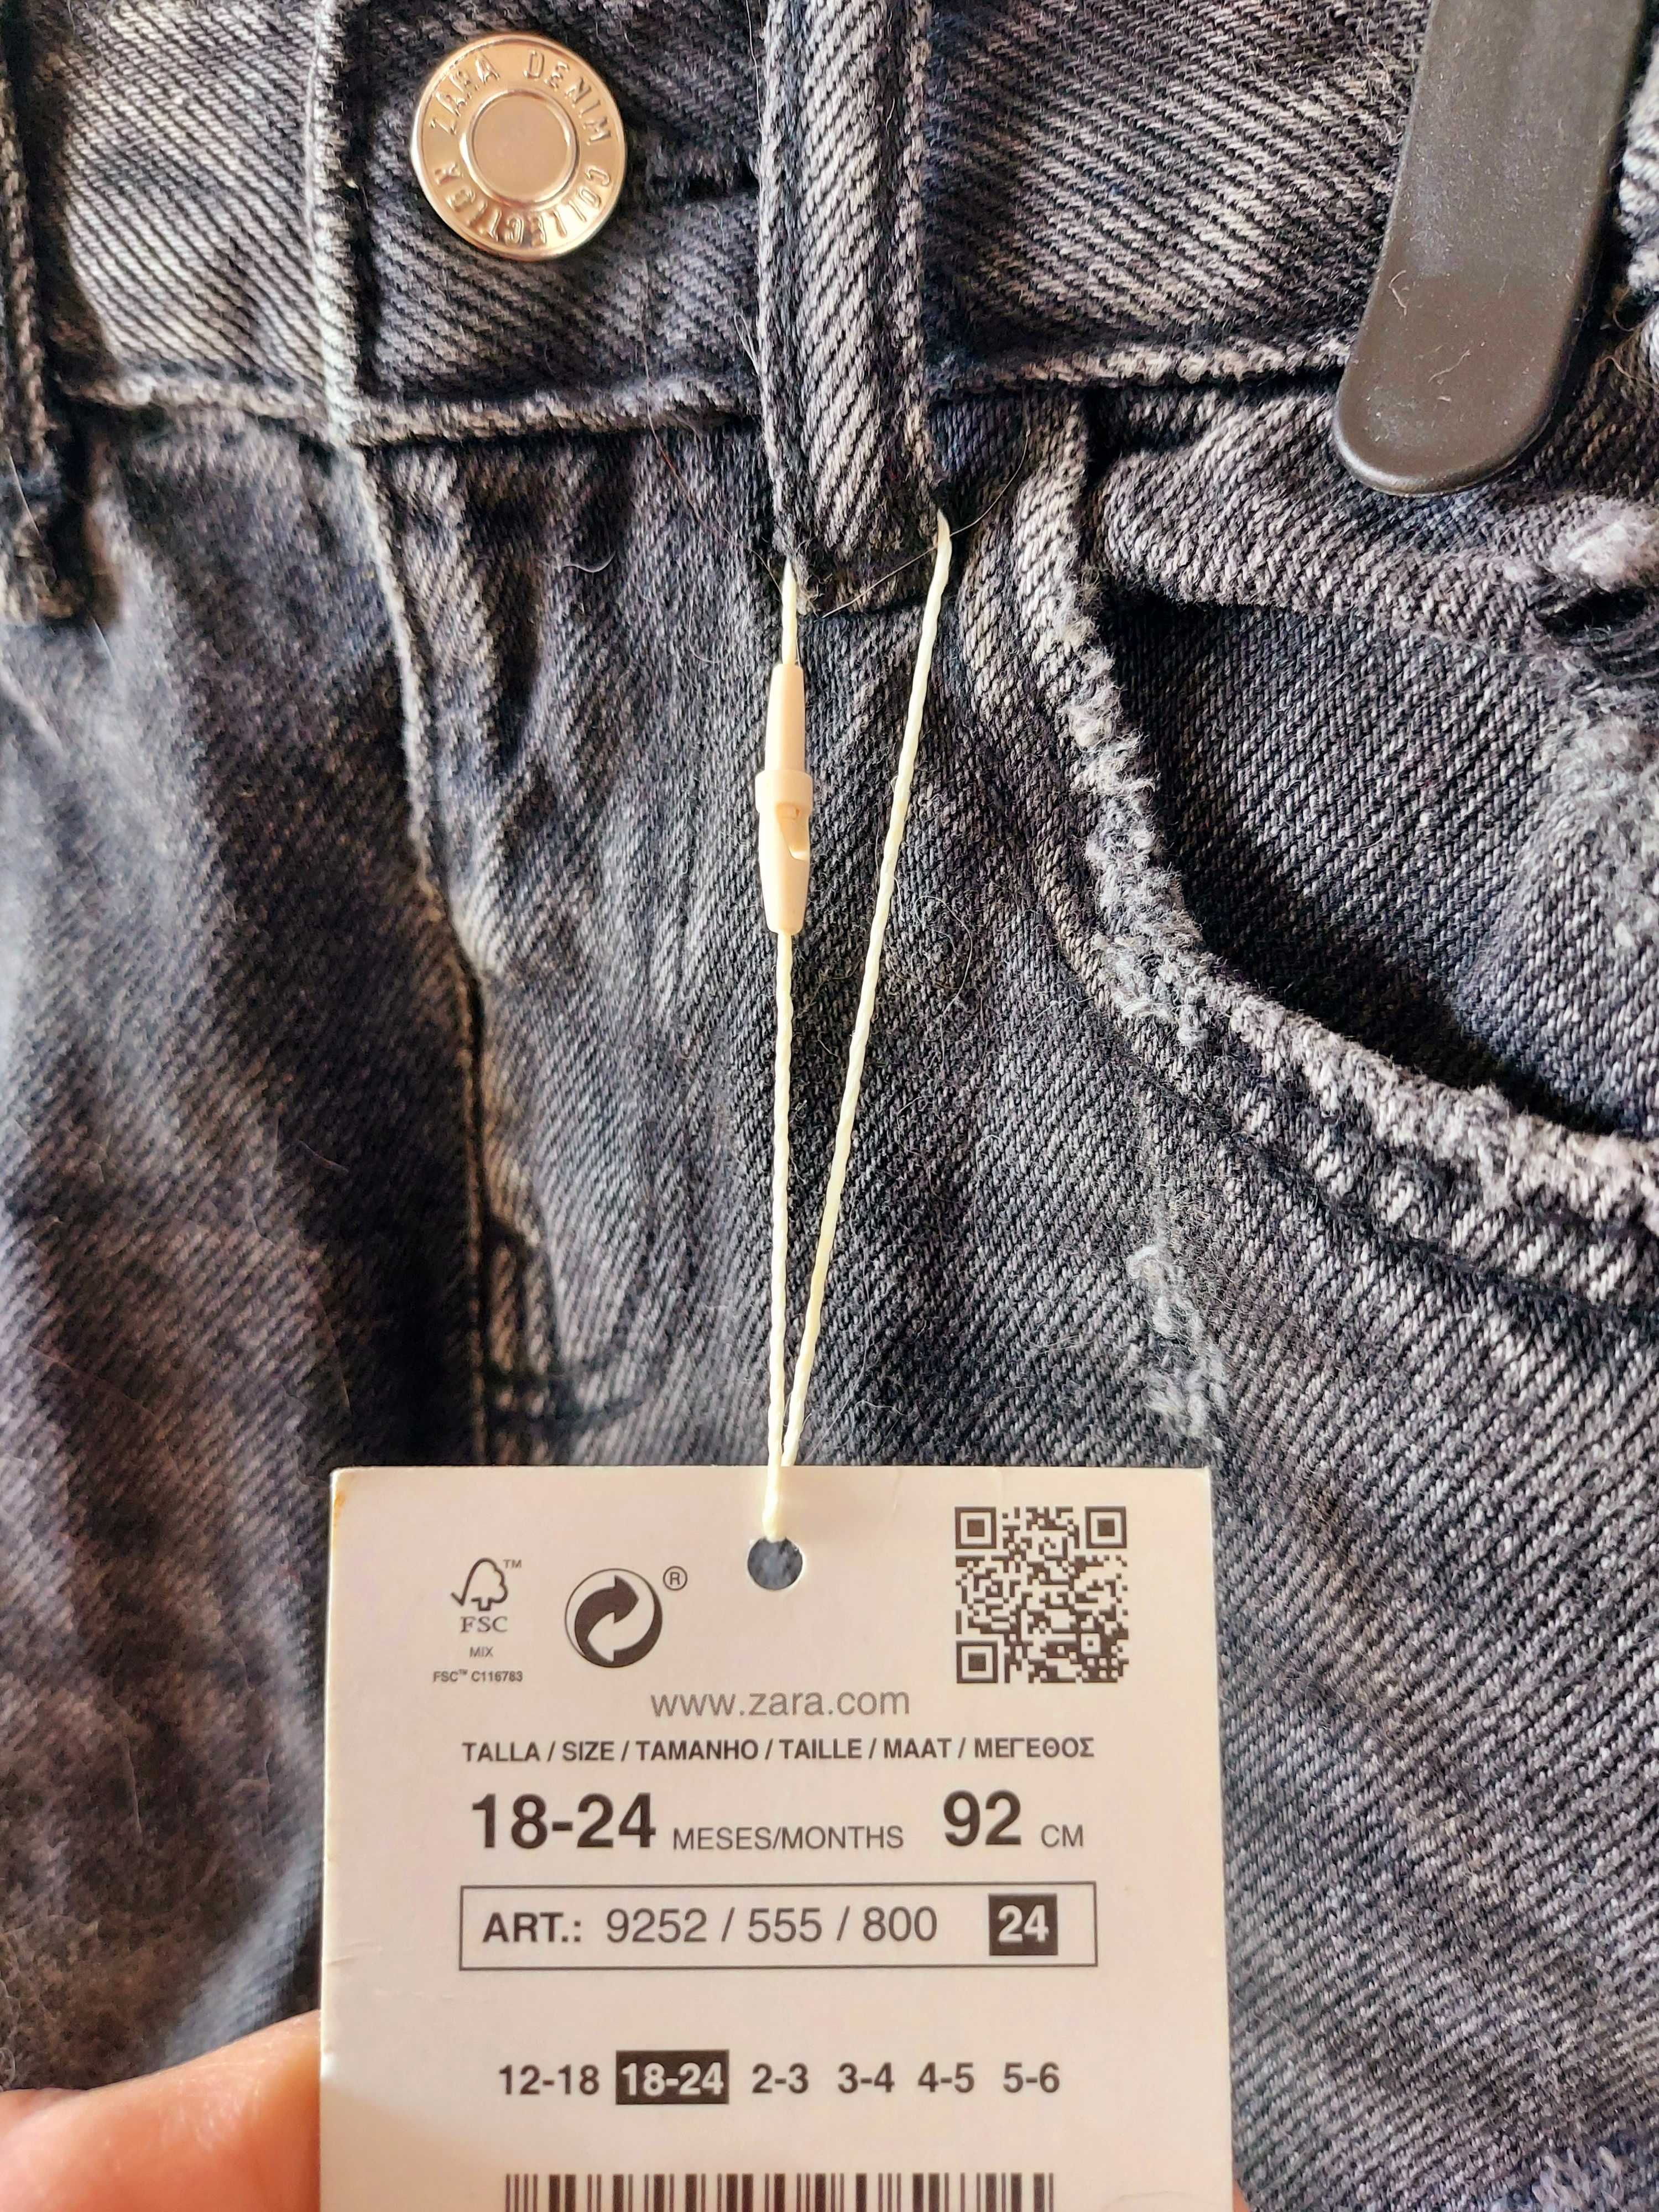 ZARA DENIM COLLECTION
™
FSC
®
MIX
FSC™ C116783
www.zara.com
TALLA / SIZE / TAMANHO / TAILLE / MAAT / ΜΕΓΕΘΟΣ
18-24 MESES/MONTHS 92 CM
ART.: 9252 / 555 / 800 24
12-18 18-24 2-3 3-4 4-5 5-6